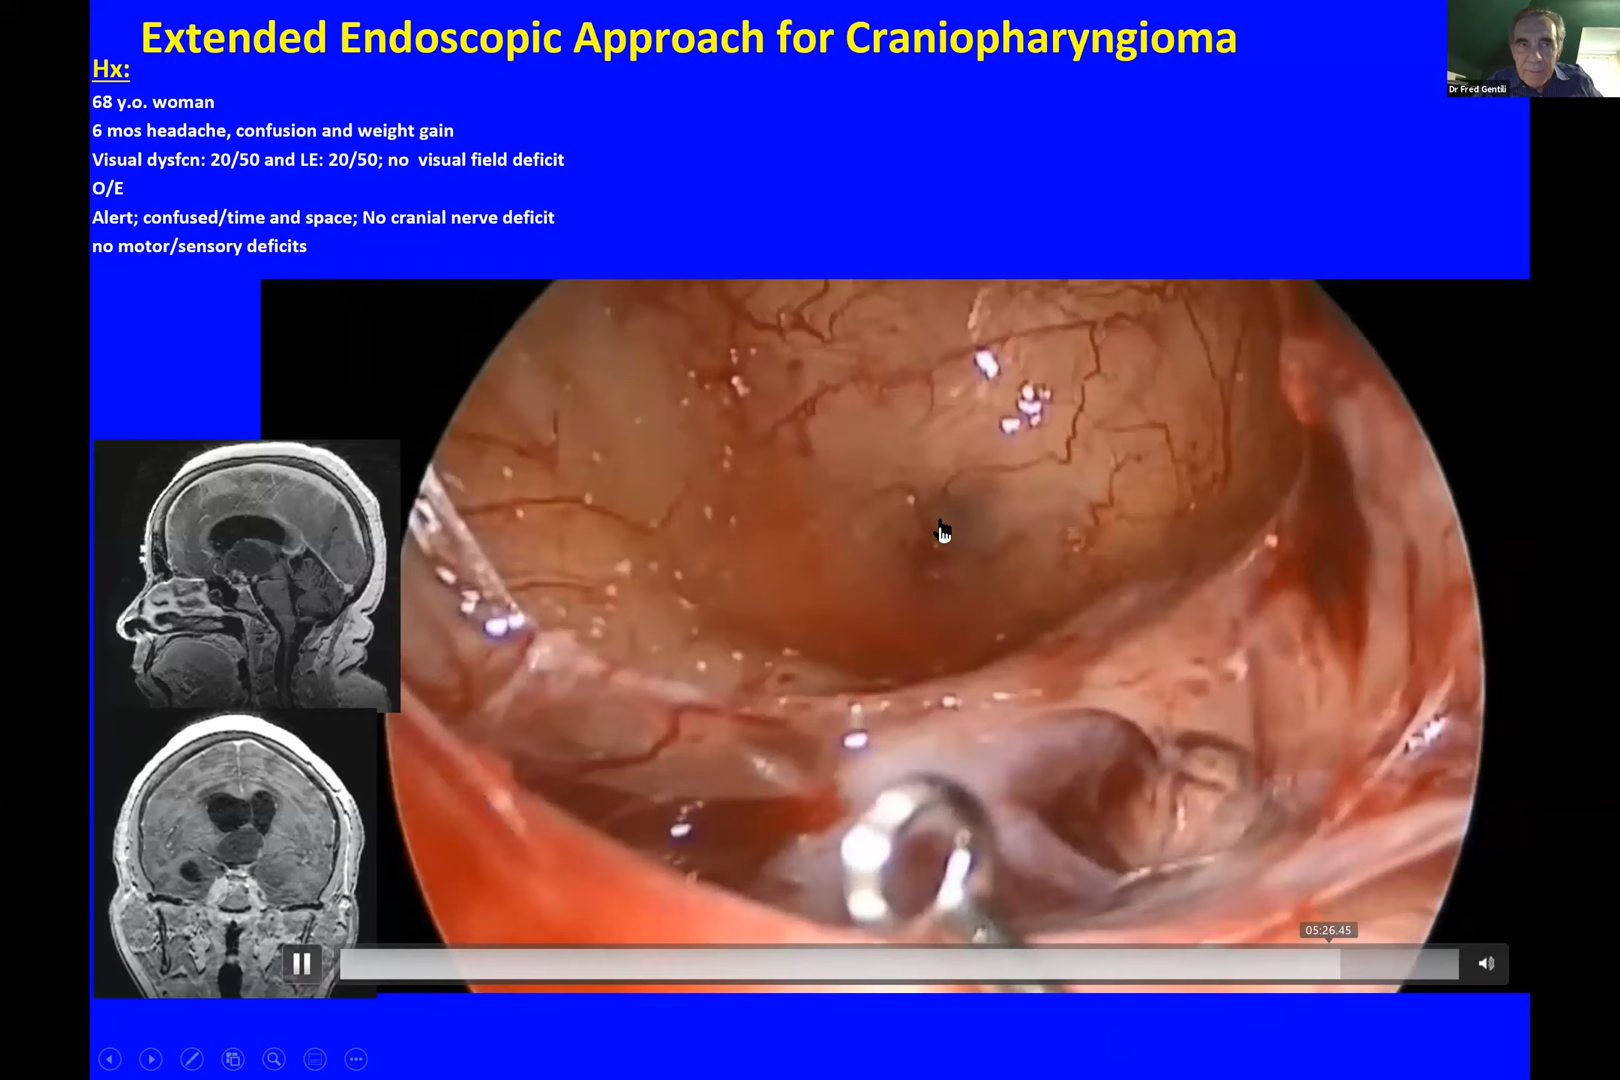 Extended Endoscopic Approach for Craniopharyngioma
Hx:
68 y.o. woman
6 mos headache, confusion and weight gain
Visual dysfcn: 20/50 and LE: 20/50; no  visual field deficit
O/E
Alert; confused/time and space; No cranial nerve deficit
no motor/sensory deficits
Dr Fred Gentili
05:26.45